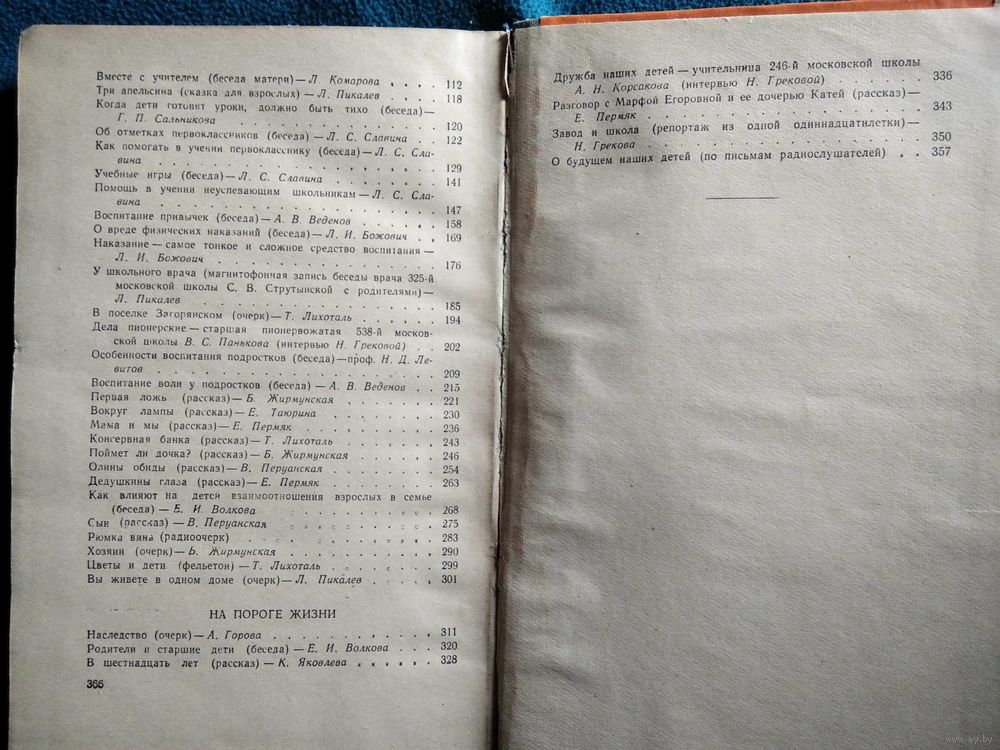 Вместе с учителем (беседа матери) — Л. Комарова . . . . 112
Три апельсина (сказка для взрослых) — Л. Пикалев . . . . 118
Когда дети готовят уроки, должно быть тихо (беседа) —
Г. П. Сальникова . . . . . . . . . . . . 120
Об отметках первоклассников (беседа) — Л. С. Славина . . 122
Как помогать в учении первокласснику (беседа) — Л. С. Сла-
вина . . . . . . . . . . . . . . . . 129
Учебные игры (беседа) — Л. С. Славина . . . . . . . 141
Помощь в учении неуспевающим школьникам — Л. С. Сла-
вина . . . . . . . . . . . . . . . . 147
Воспитание привычек (беседа) — А. В. Веденов . . . . . 158
О вреде физических наказаний (беседа) — Л. И. Божович . . 169
Наказание — самое тонкое и сложное средство воспитания —
Л. И. Божович . . . . . . . . . . . . . 176
У школьного врача (магнитофонная запись беседы врача 325-й
московской школы С. В. Струтынской с родителями) —
Л. Пикалев . . . . . . . . . . . . . . 185
В поселке Загорянском (очерк) — Т. Лихоталь . . . . . . 194
Дела пионерские — старшая пионервожатая 538-й москов-
ской школы В. С. Панькова (интервью Н. Грековой) . . 202
Особенности воспитания подростков (беседа) — проф. Н. Д. Ле-
витов . . . . . . . . . . . . . . . . 209
Воспитание воли у подростков (беседа) — А. В. Веденов . . 215
Первая ложь (рассказ) — Б. Жирмунская . . . . . . . 221
Вокруг лампы (рассказ) — Е. Таюрина . . . . . . . . 230
Мама и мы (рассказ) — Е. Пермяк . . . . . . . . . 236
Консервная банка (рассказ) — Т. Лихоталь . . . . . . . 243
Поймет ли дочка? (рассказ) — Б. Жирмунская . . . . . . 246
Олины обиды (рассказ) — В. Перуанская . . . . . . . 254
Дедушкины глаза (рассказ) — Е. Пермяк . . . . . . . 263
Как влияют на детей взаимоотношения взрослых в семье
(беседа) — Е. И. Волкова . . . . . . . . . . 268
Сын (рассказ) — В. Перуанская . . . . . . . . . . 275
Рюмка вина (радиоочерк) . . . . . . . . . . . . 283
Хозяин (очерк) — Б. Жирмунская . . . . . . . . . . 290
Цветы и дети (фельетон) — Т. Лихоталь . . . . . . . . 299
Вы живете в одном доме (очерк) — Л. Пикалев . . . . . 301
НА ПОРОГЕ ЖИЗНИ
Наследство (очерк) — А. Горова . . . . . . . . . . 311
Родители и старшие дети (беседа) — Е. И. Волкова . . . . 320
В шестнадцать лет (рассказ) — К. Яковлева . . . . . . 328
366
Дружба наших детей — учительница 246-й московской школы
А. Н. Корсакова (интервью Н. Грековой) . . . . . 336
Разговор с Марфой Егоровной и ее дочерью Катей (рассказ) —
Е. Пермяк . . . . . . . . . . . . . . 343
Завод и школа (репортаж из одной одиннадцатилетки) —
Н. Грекова . . . . . . . . . . . . . . 350
О будущем наших детей (по письмам радиослушателей) . . 357
www.ay.by